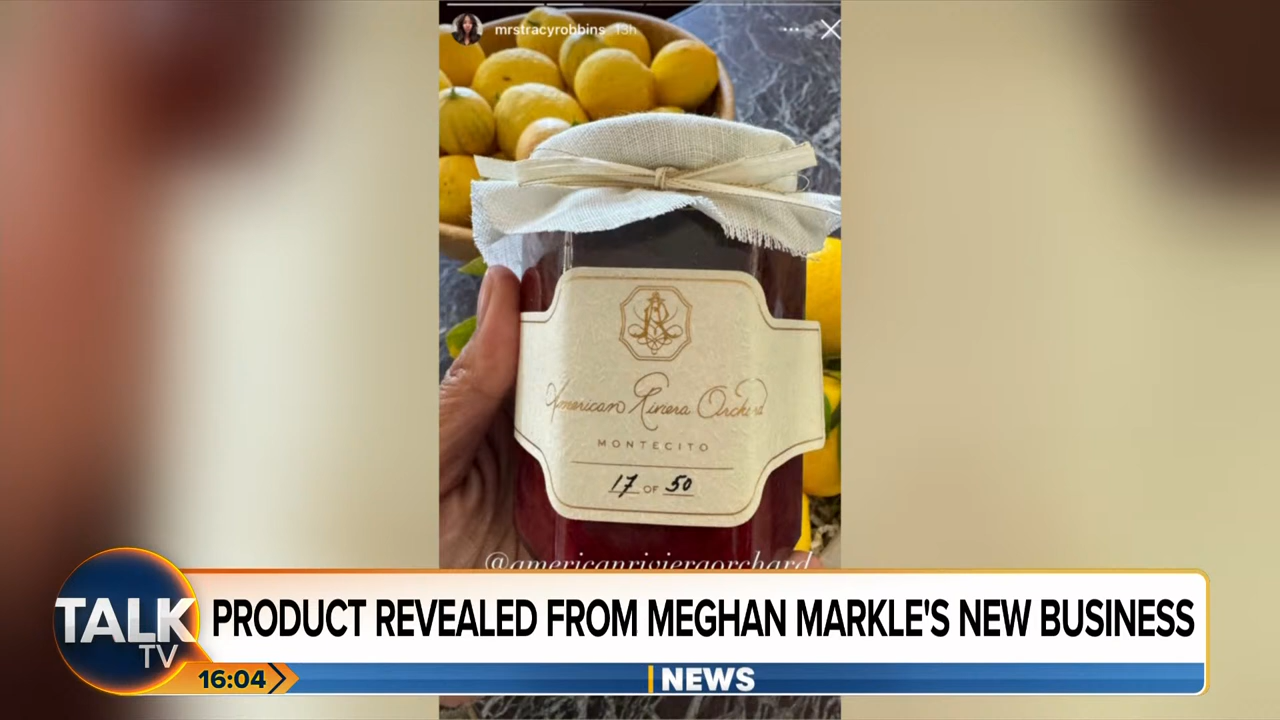 mrstracyrobbins 13h
American Riviera Orchard
MONTECITO
17 OF 50
@americanrivieraorchard
TALK
TV
PRODUCT REVEALED FROM MEGHAN MARKLE'S NEW BUSINESS
16:04
NEWS